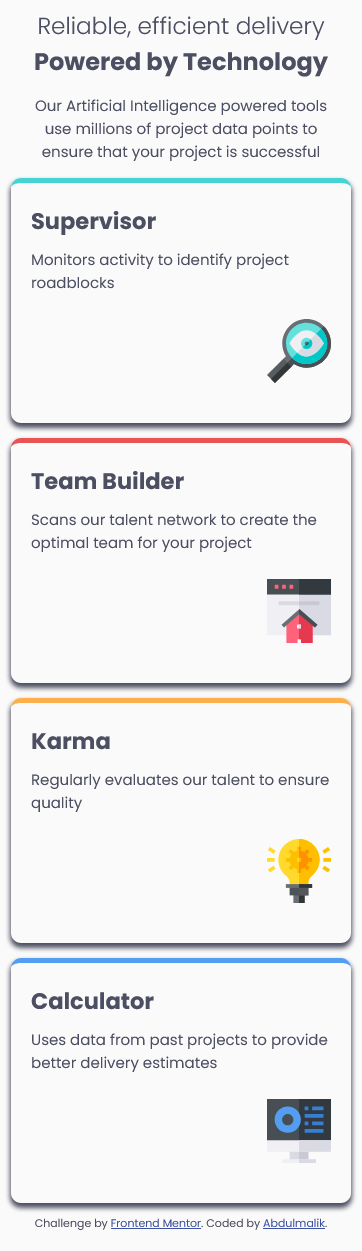 Reliable, efficient delivery
Powered by Technology
Our Artificial Intelligence powered tools
use millions of project data points to
ensure that your project is successful
Supervisor
Monitors activity to identify project
roadblocks
Team Builder
Scans our talent network to create the
optimal team for your project
Karma
Regularly evaluates our talent to ensure
quality
Calculator
Uses data from past projects to provide
better delivery estimates
Challenge by Frontend Mentor. Coded by Abdulmalik.